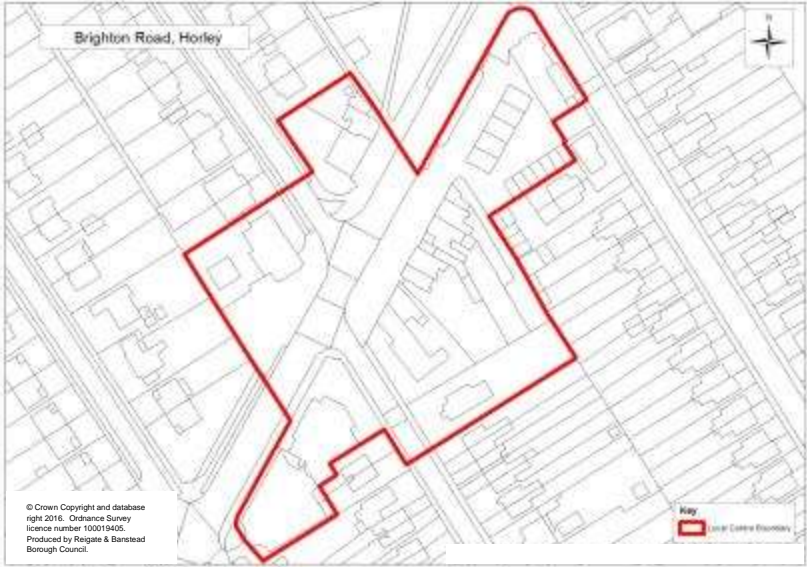 Brighton Road, Horley
N
© Crown Copyright and database
right 2016. Ordnance Survey
licence number 100019405.
Produced by Reigate & Banstead
Borough Council.
Key
Local Centre Boundary